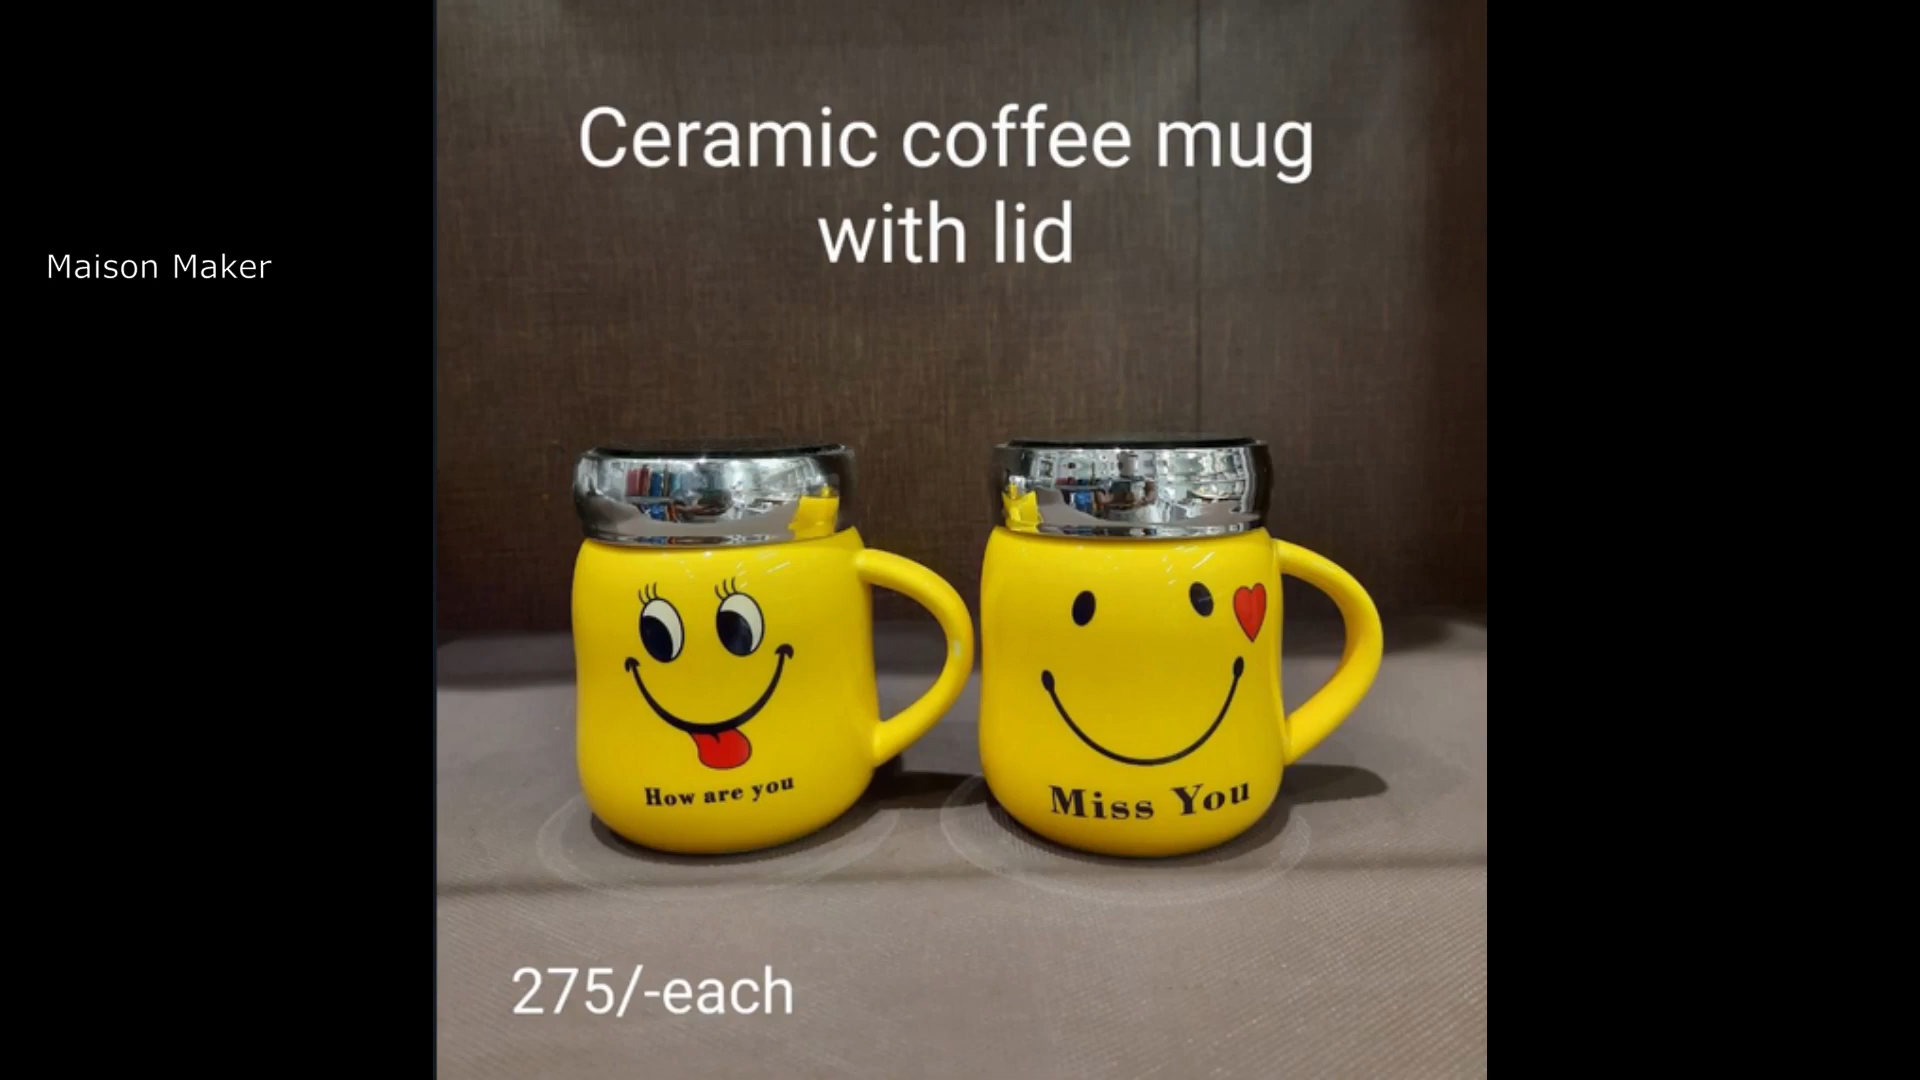 Maison Maker
Ceramic coffee mug
with lid
How are you
Miss You
275/-each